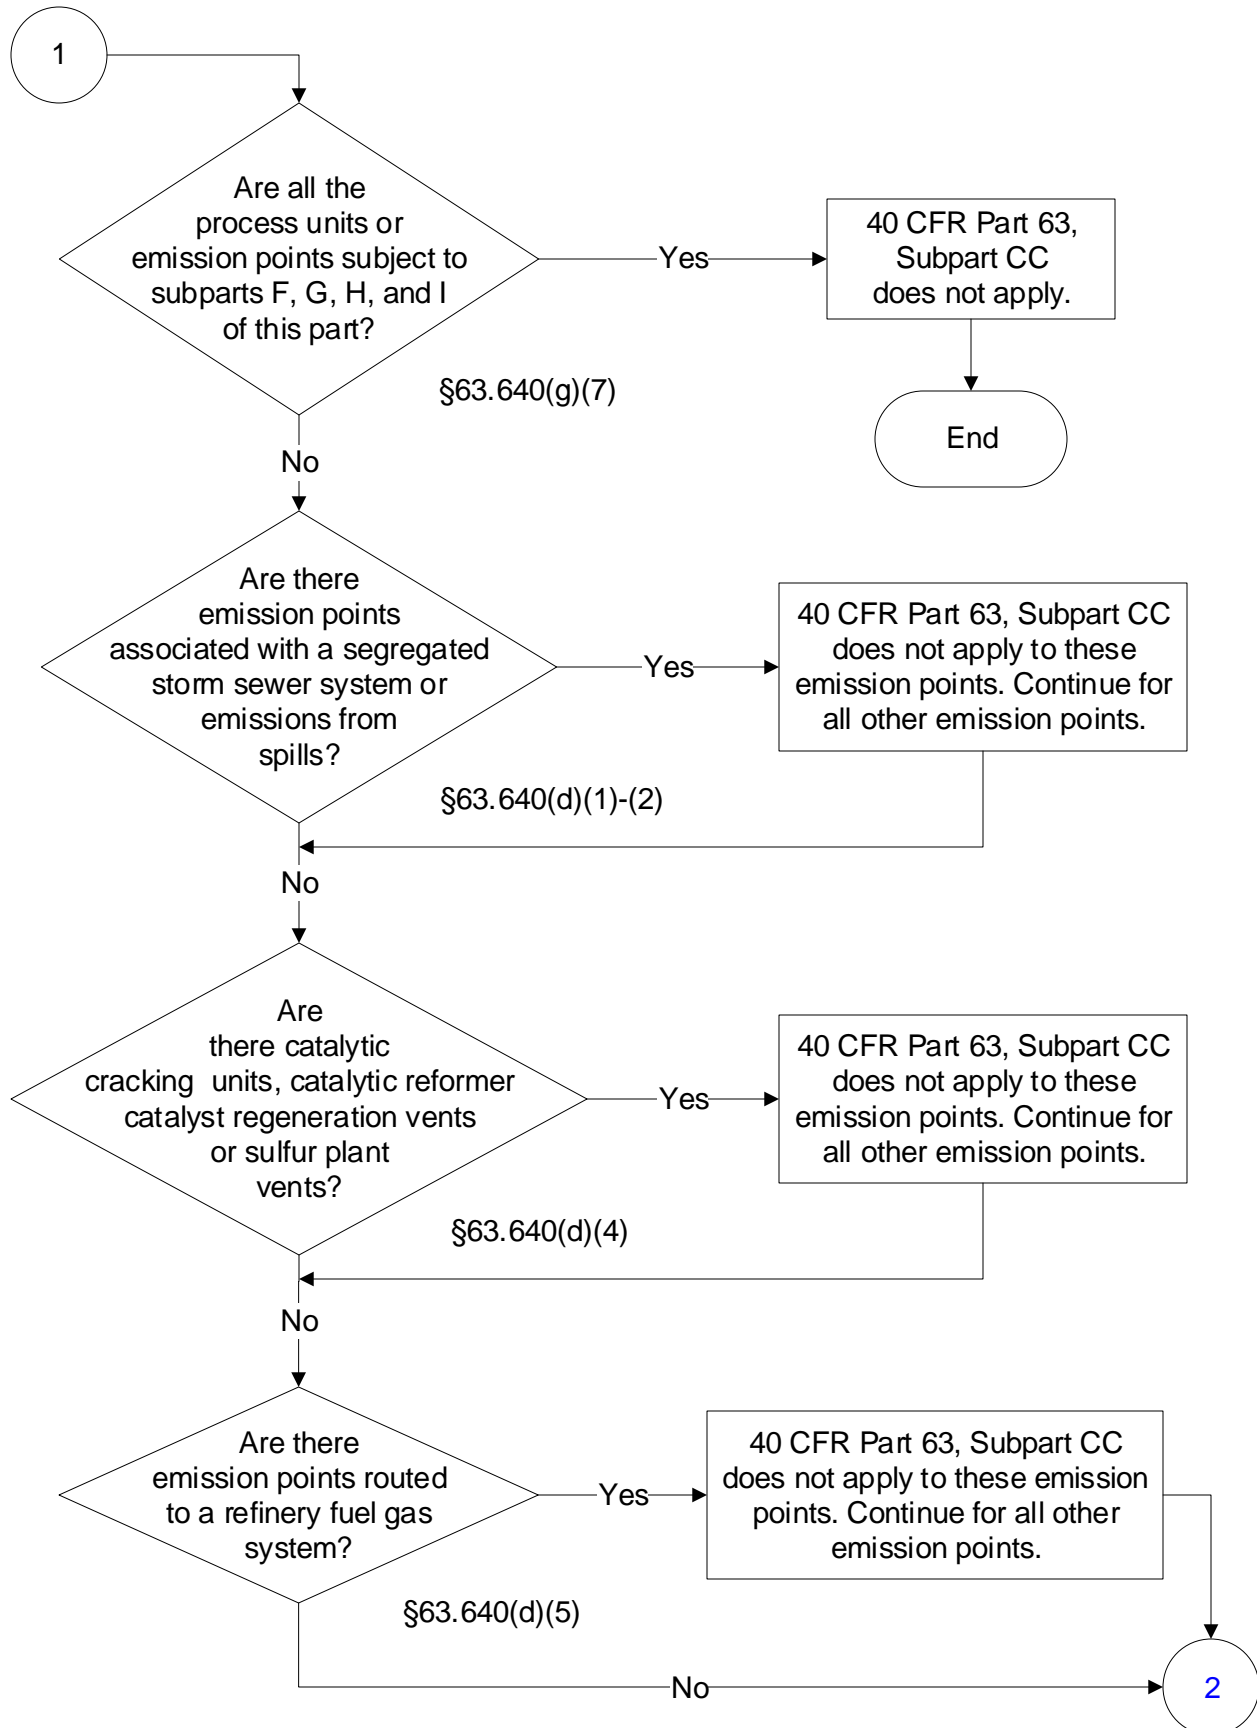 1
Are all the
process units or
emission points subject to
subparts F, G, H, and I
of this part?
Yes
40 CFR Part 63,
Subpart CC
does not apply.
§63.640(g)(7)
End
No
Are there
emission points
associated with a segregated
storm sewer system or
emissions from
spills?
Yes
40 CFR Part 63, Subpart CC
does not apply to these
emission points. Continue for
all other emission points.
§63.640(d)(1)-(2)
No
Are
there catalytic
cracking  units, catalytic reformer
catalyst regeneration vents
or sulfur plant
vents?
Yes
40 CFR Part 63, Subpart CC
does not apply to these
emission points. Continue for
all other emission points.
§63.640(d)(4)
No
Are there
emission points routed
to a refinery fuel gas
system?
Yes
40 CFR Part 63, Subpart CC
does not apply to these emission
points. Continue for all other
emission points.
§63.640(d)(5)
No
2